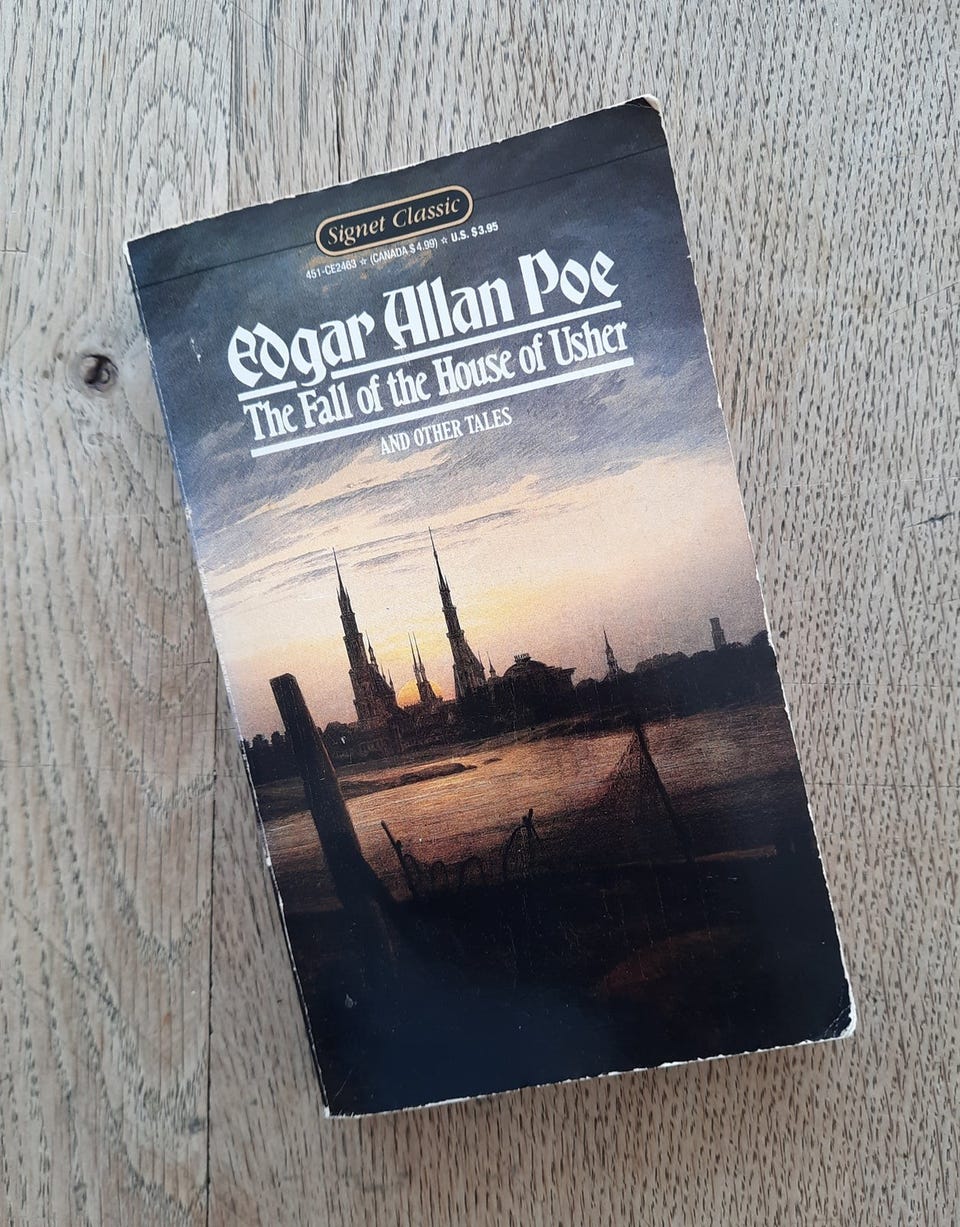 Signet Classic
451-CE2463 ☆ (CANADA $4.99) ☆ U.S. $3.95
Edgar Allan Poe
The Fall of the House of Usher
AND OTHER TALES